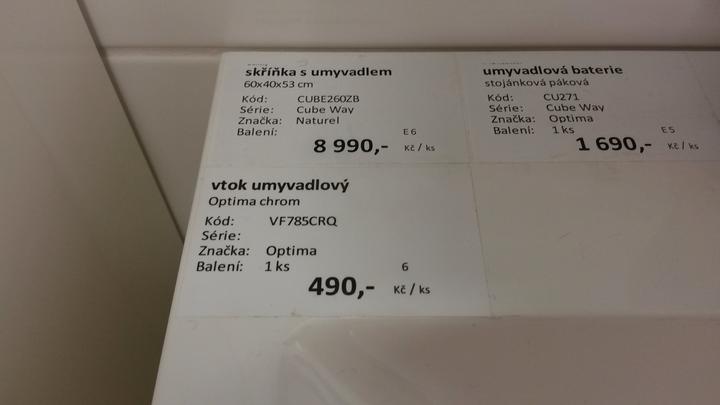 skříňka s umyvadlem
60x40x53 cm
Kód: CUBE260ZB
Série: Cube Way
Značka: Naturel
Balení: E 6
8 990,- Kč / ks
umyvadlová baterie
stojánková páková
Kód: CU271
Série: Cube Way
Značka: Optima
Balení: 1 ks E 5
1 690,- Kč / ks
vtok umyvadlový
Optima chrom
Kód: VF785CRQ
Série:
Značka: Optima
Balení: 1 ks 6
490,- Kč / ks